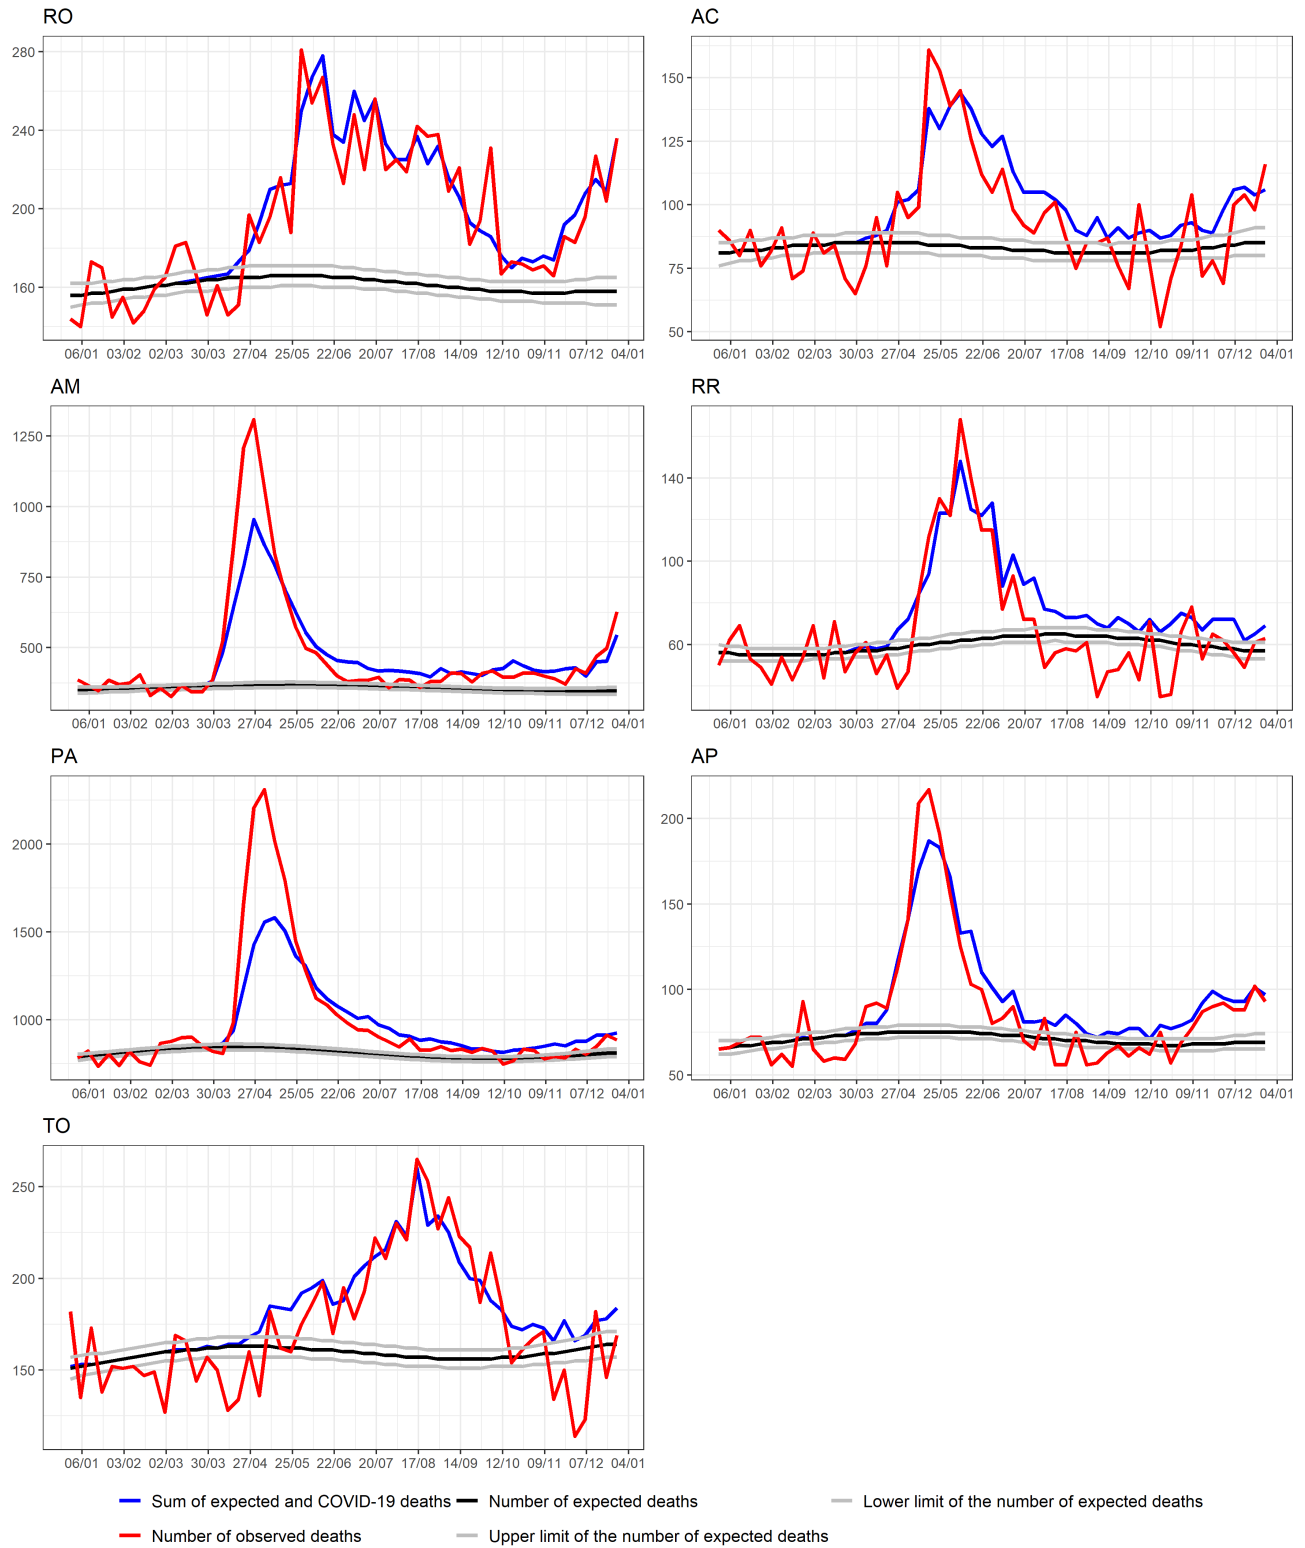 RO
AC
280
240
200
160
150
125
100
75
50
06/01 03/02 02/03 30/03 27/04 25/05 22/06 20/07 17/08 14/09 12/10 09/11 07/12 04/01
06/01 03/02 02/03 30/03 27/04 25/05 22/06 20/07 17/08 14/09 12/10 09/11 07/12 04/01
AM
RR
1250
1000
750
500
140
100
60
06/01 03/02 02/03 30/03 27/04 25/05 22/06 20/07 17/08 14/09 12/10 09/11 07/12 04/01
06/01 03/02 02/03 30/03 27/04 25/05 22/06 20/07 17/08 14/09 12/10 09/11 07/12 04/01
PA
AP
2000
1500
1000
200
150
100
50
06/01 03/02 02/03 30/03 27/04 25/05 22/06 20/07 17/08 14/09 12/10 09/11 07/12 04/01
06/01 03/02 02/03 30/03 27/04 25/05 22/06 20/07 17/08 14/09 12/10 09/11 07/12 04/01
TO
250
200
150
06/01 03/02 02/03 30/03 27/04 25/05 22/06 20/07 17/08 14/09 12/10 09/11 07/12 04/01
Sum of expected and COVID-19 deaths
Number of expected deaths
Lower limit of the number of expected deaths
Number of observed deaths
Upper limit of the number of expected deaths